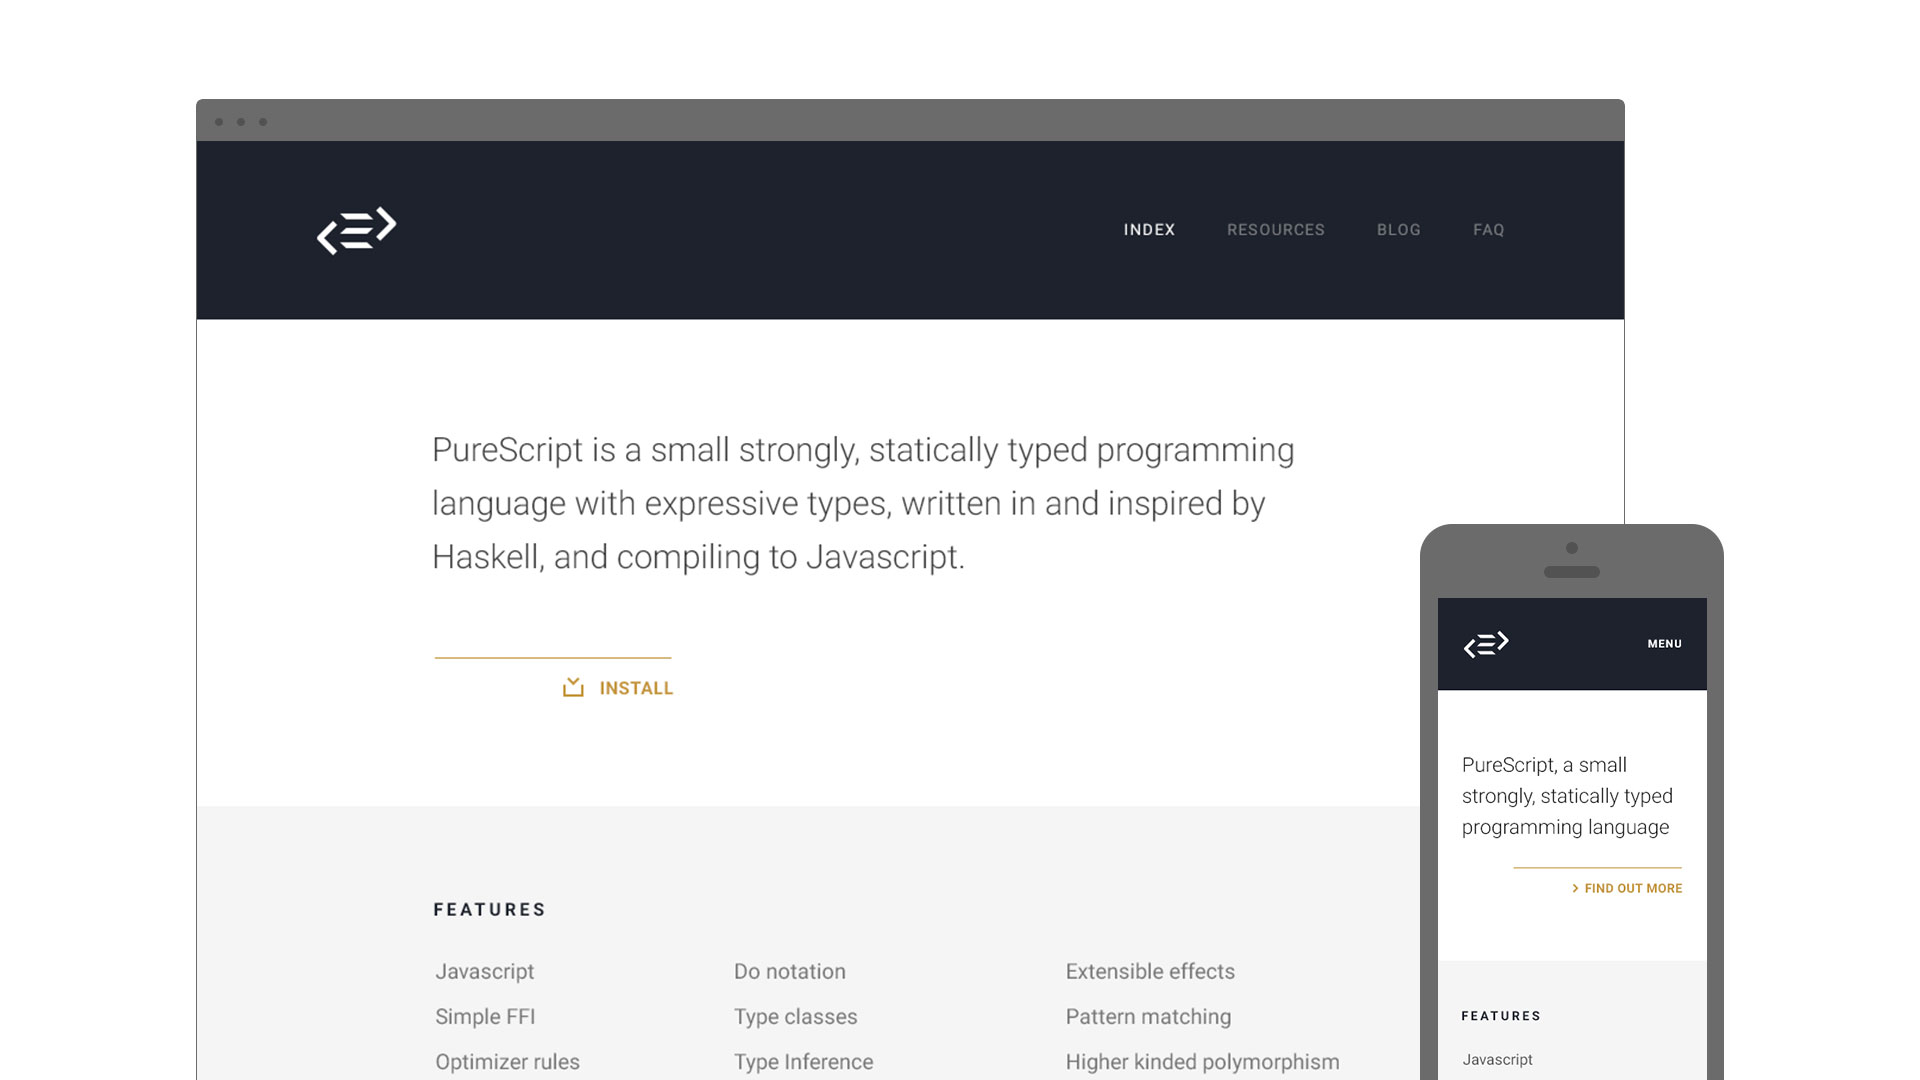 INDEX RESOURCES BLOG FAQ
PureScript is a small strongly, statically typed programming
language with expressive types, written in and inspired by
Haskell, and compiling to Javascript.
INSTALL
FEATURES
Javascript Do notation Extensible effects
Simple FFI Type classes Pattern matching
Optimizer rules Type Inference Higher kinded polymorphism
MENU
PureScript, a small
strongly, statically typed
programming language
FIND OUT MORE
FEATURES
Javascript